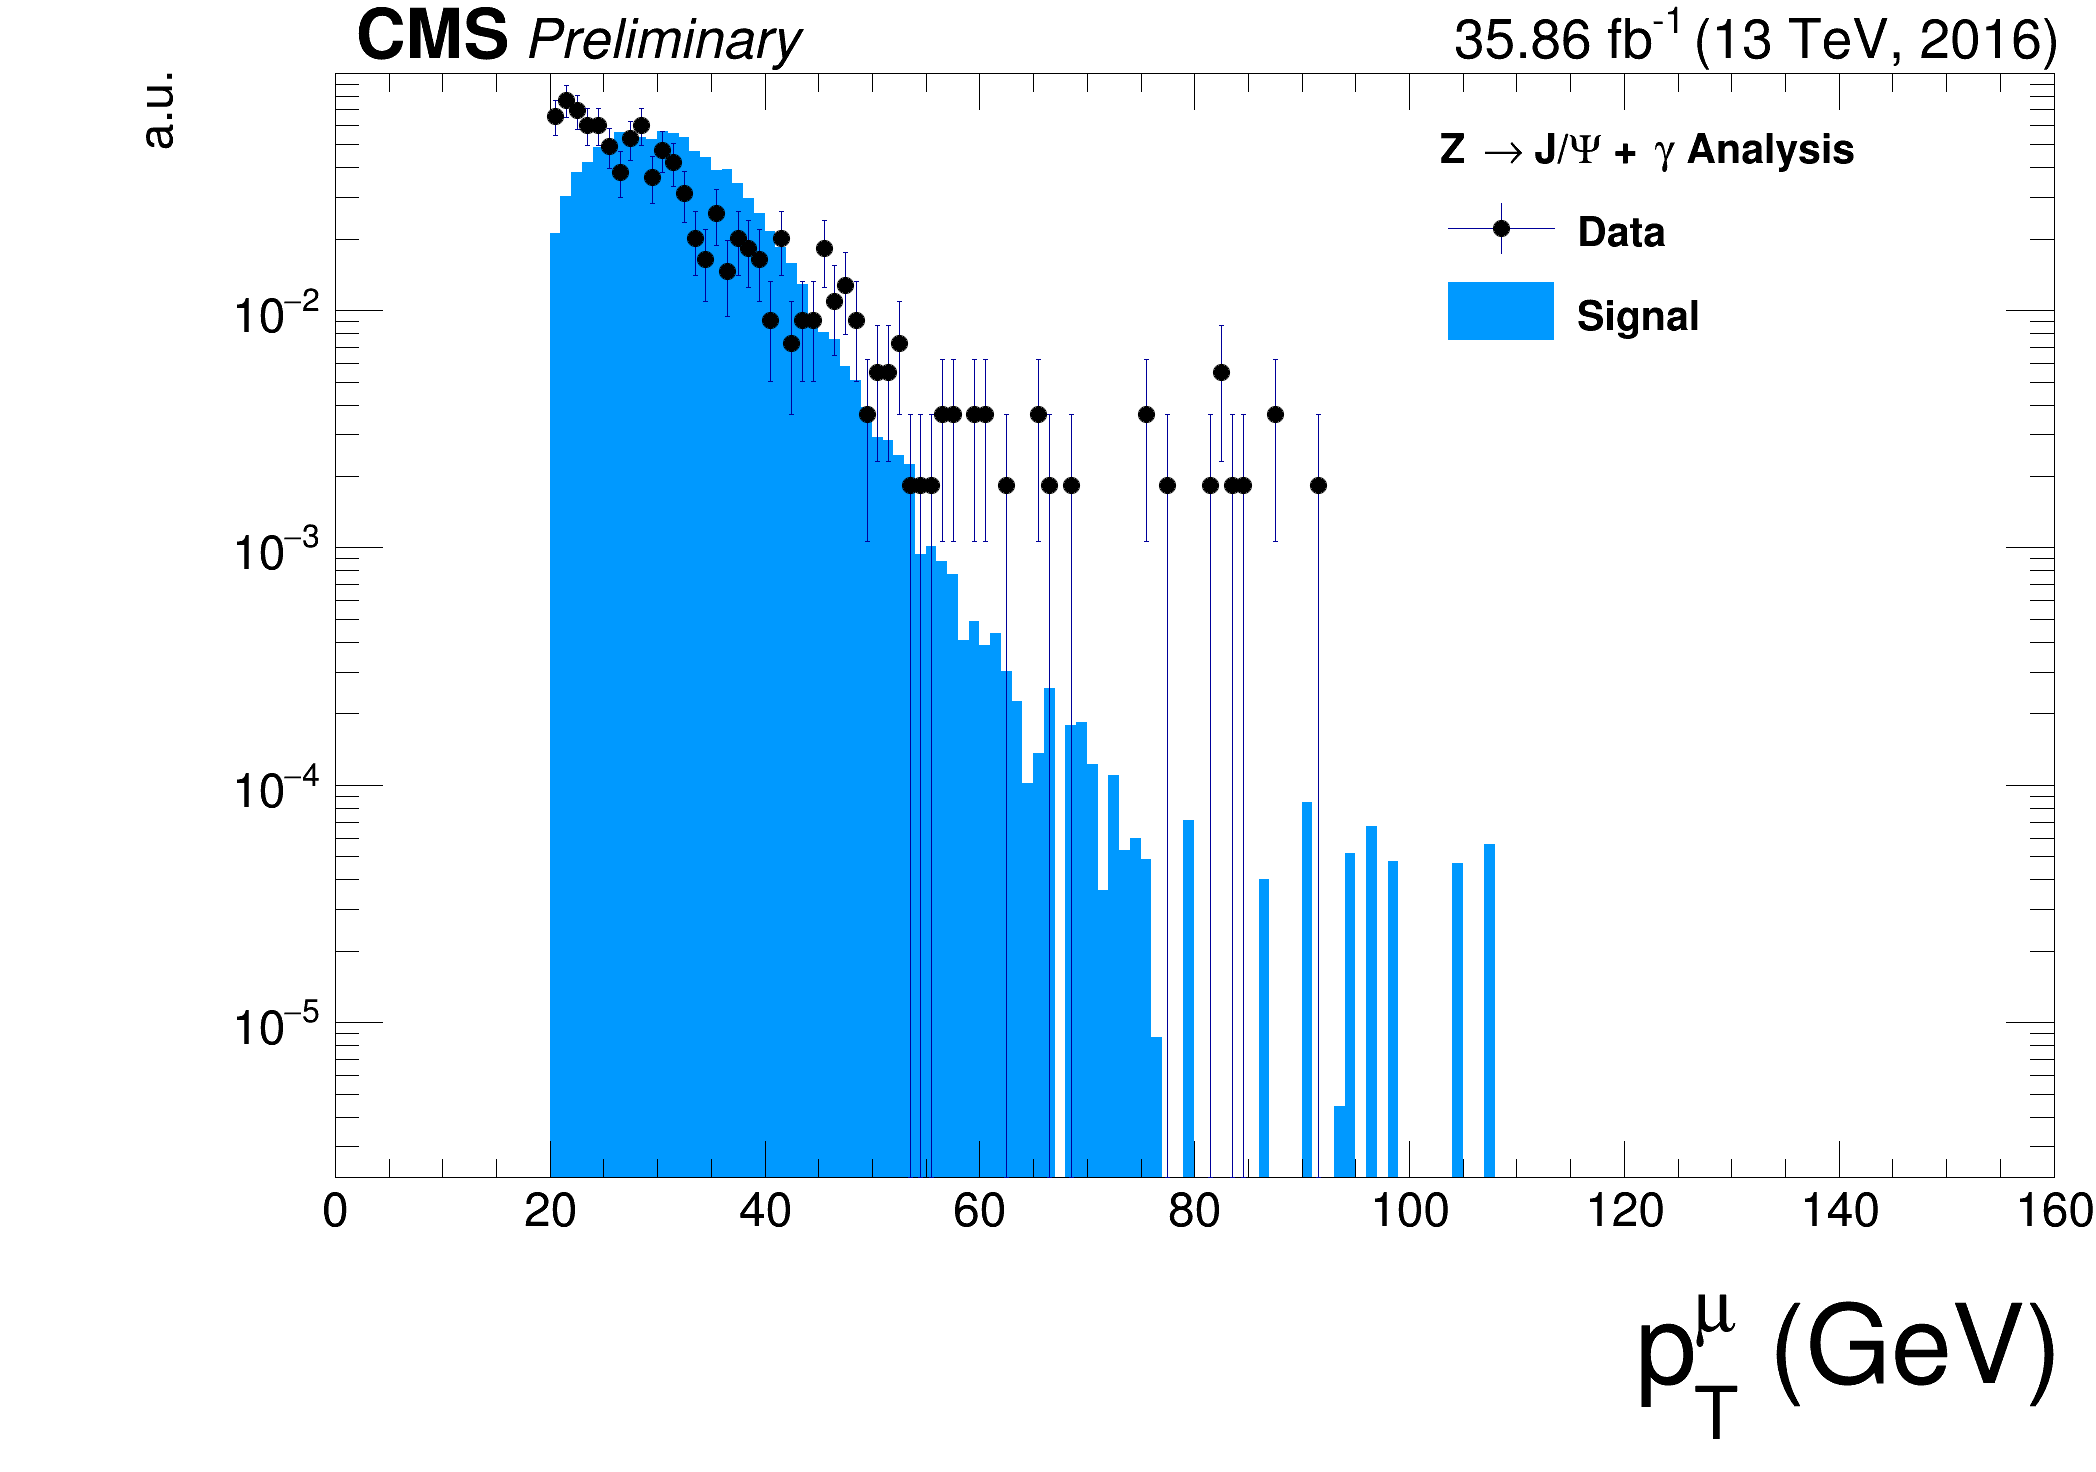 CMS Preliminary 35.86 fb⁻¹ (13 TeV, 2016)
a.u.
Z → J/Ψ + γ Analysis
Data
Signal
10⁻²
10⁻³
10⁻⁴
10⁻⁵
0 20 40 60 80 100 120 140 160
p_T^μ (GeV)